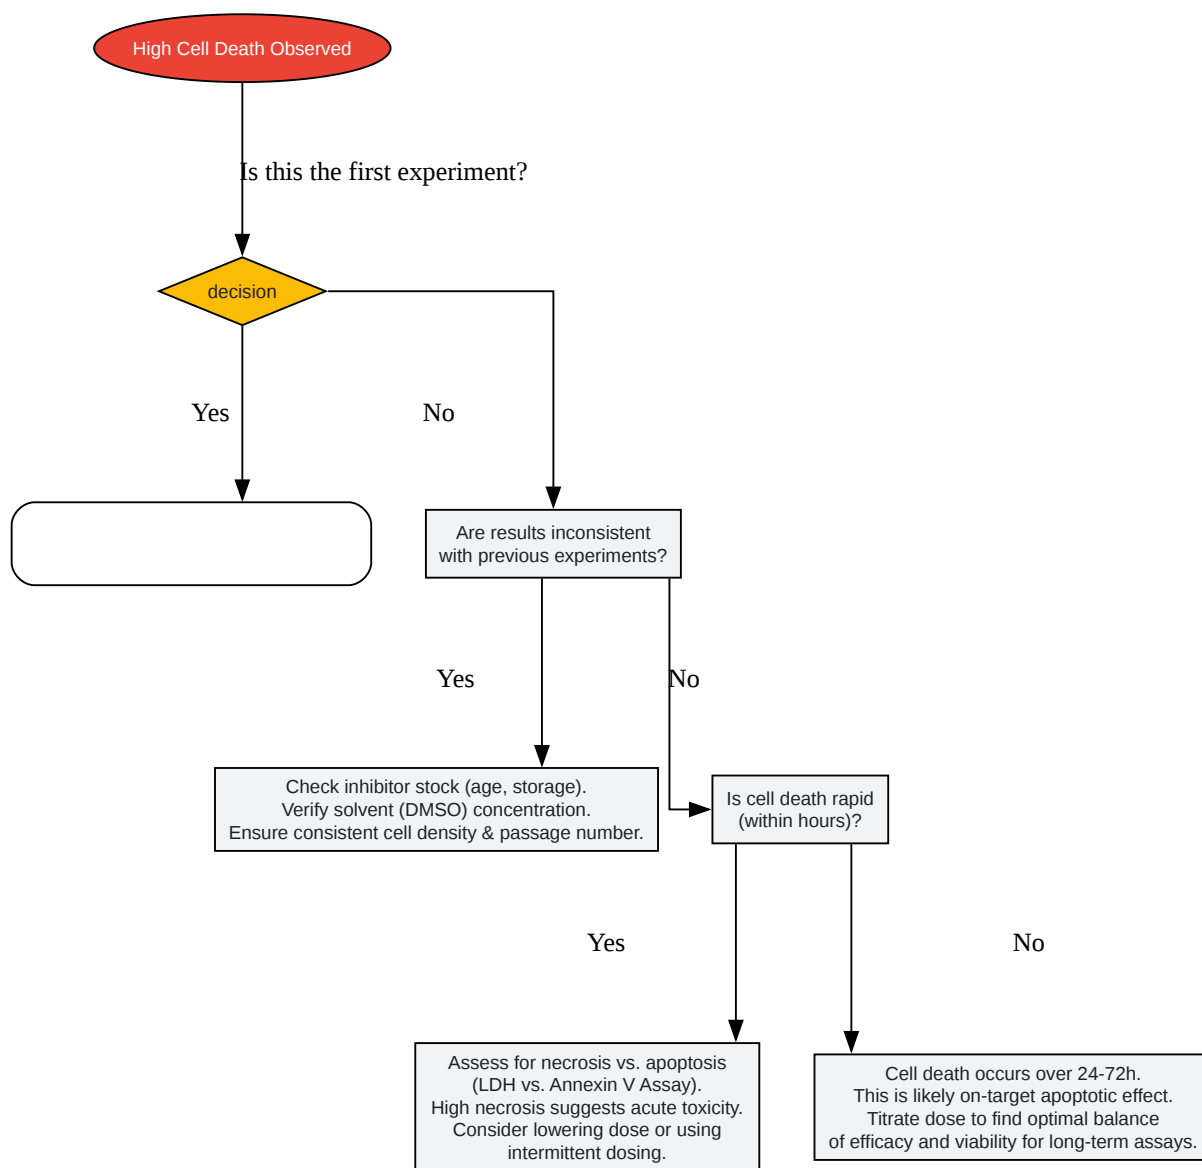 High Cell Death Observed
Is this the first experiment?
decision
Yes
No
Are results inconsistent
with previous experiments?
Yes
No
Check inhibitor stock (age, storage).
Verify solvent (DMSO) concentration.
Ensure consistent cell density & passage number.
Is cell death rapid
(within hours)?
Yes
No
Assess for necrosis vs. apoptosis
(LDH vs. Annexin V Assay).
High necrosis suggests acute toxicity.
Consider lowering dose or using
intermittent dosing.
Cell death occurs over 24-72h.
This is likely on-target apoptotic effect.
Titrate dose to find optimal balance
of efficacy and viability for long-term assays.